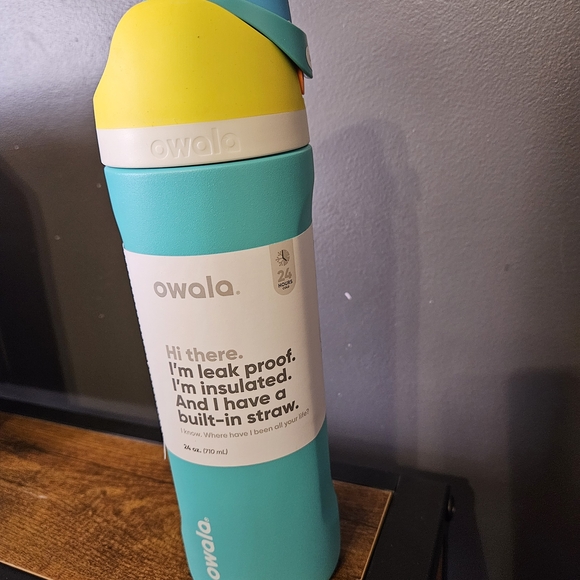 owala
owala.
24
HOURS
Hi there.
I'm leak proof.
I'm insulated.
And I have a
built-in straw.
I know. Where have I been all your life?
24 oz. (710 mL)
owala